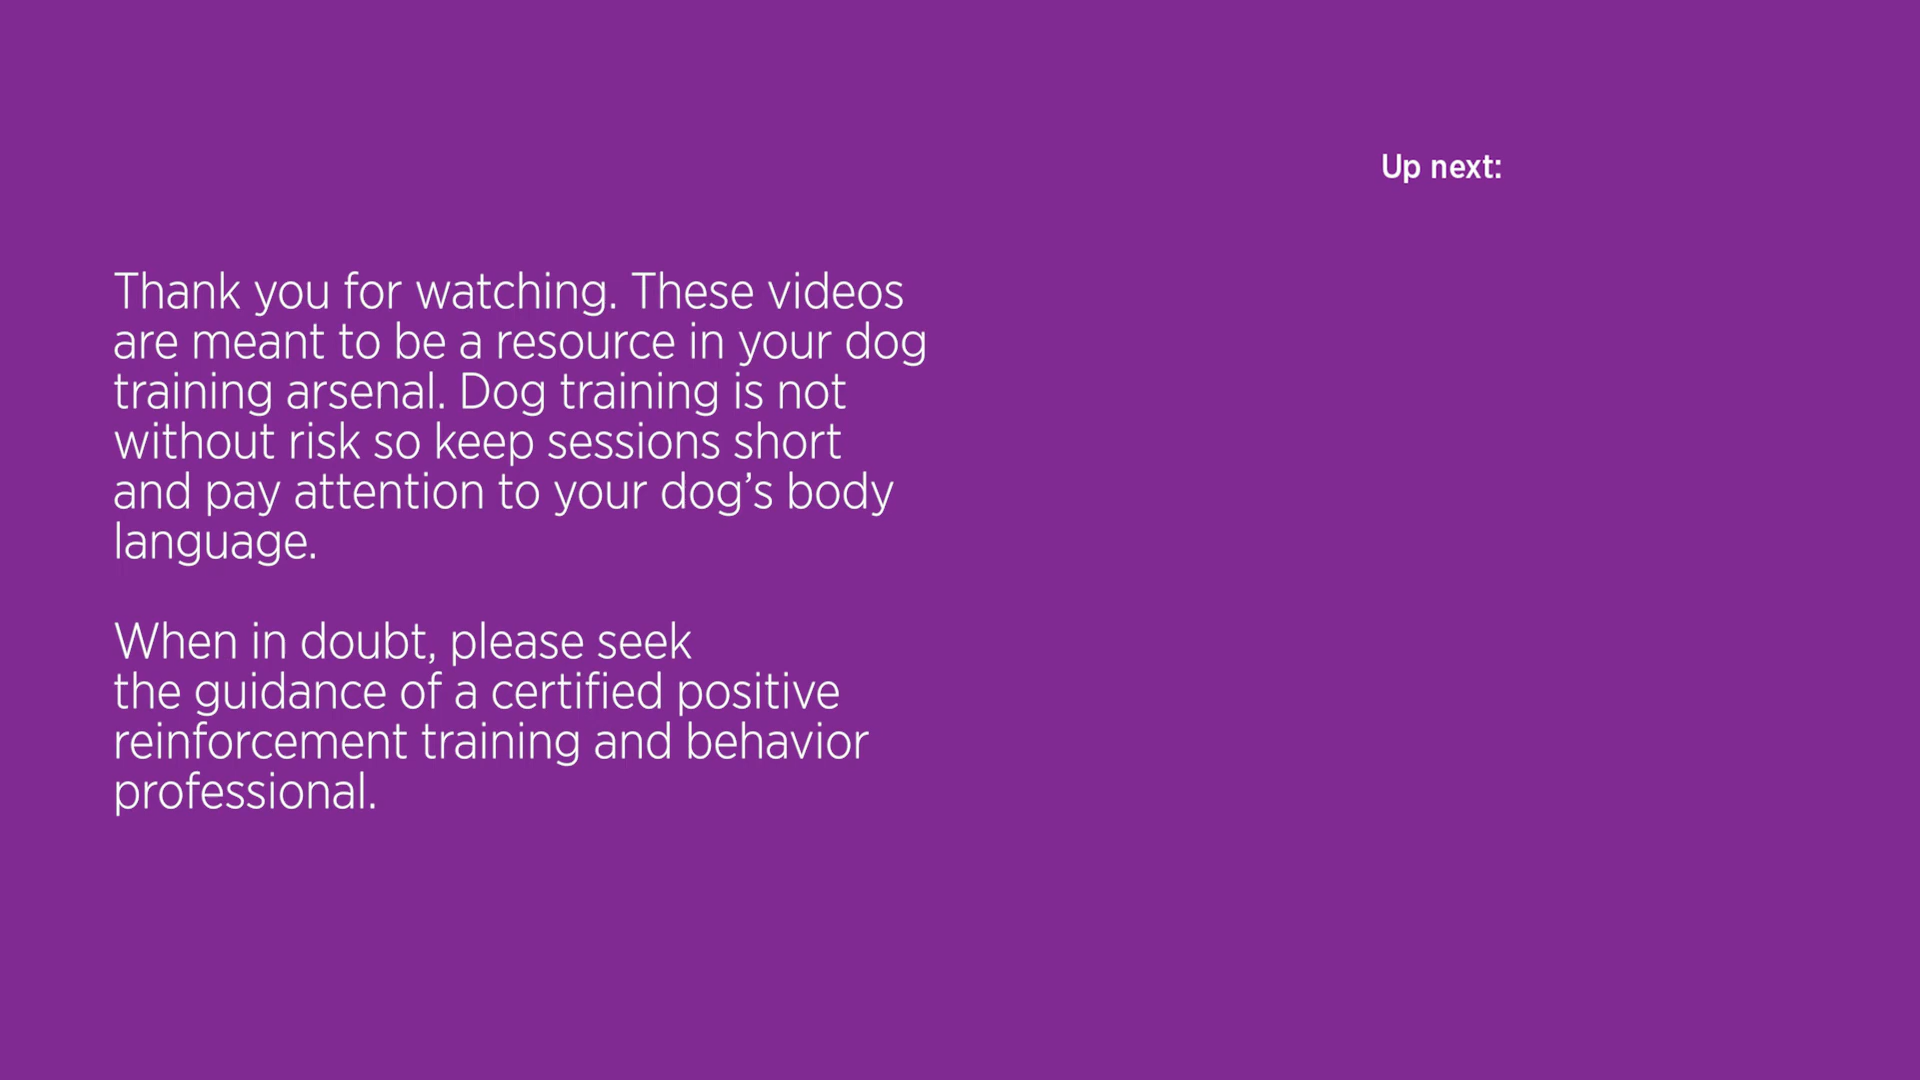 Up next:
Thank you for watching. These videos
are meant to be a resource in your dog
training arsenal. Dog training is not
without risk so keep sessions short
and pay attention to your dog’s body
language.
When in doubt, please seek
the guidance of a certified positive
reinforcement training and behavior
professional.